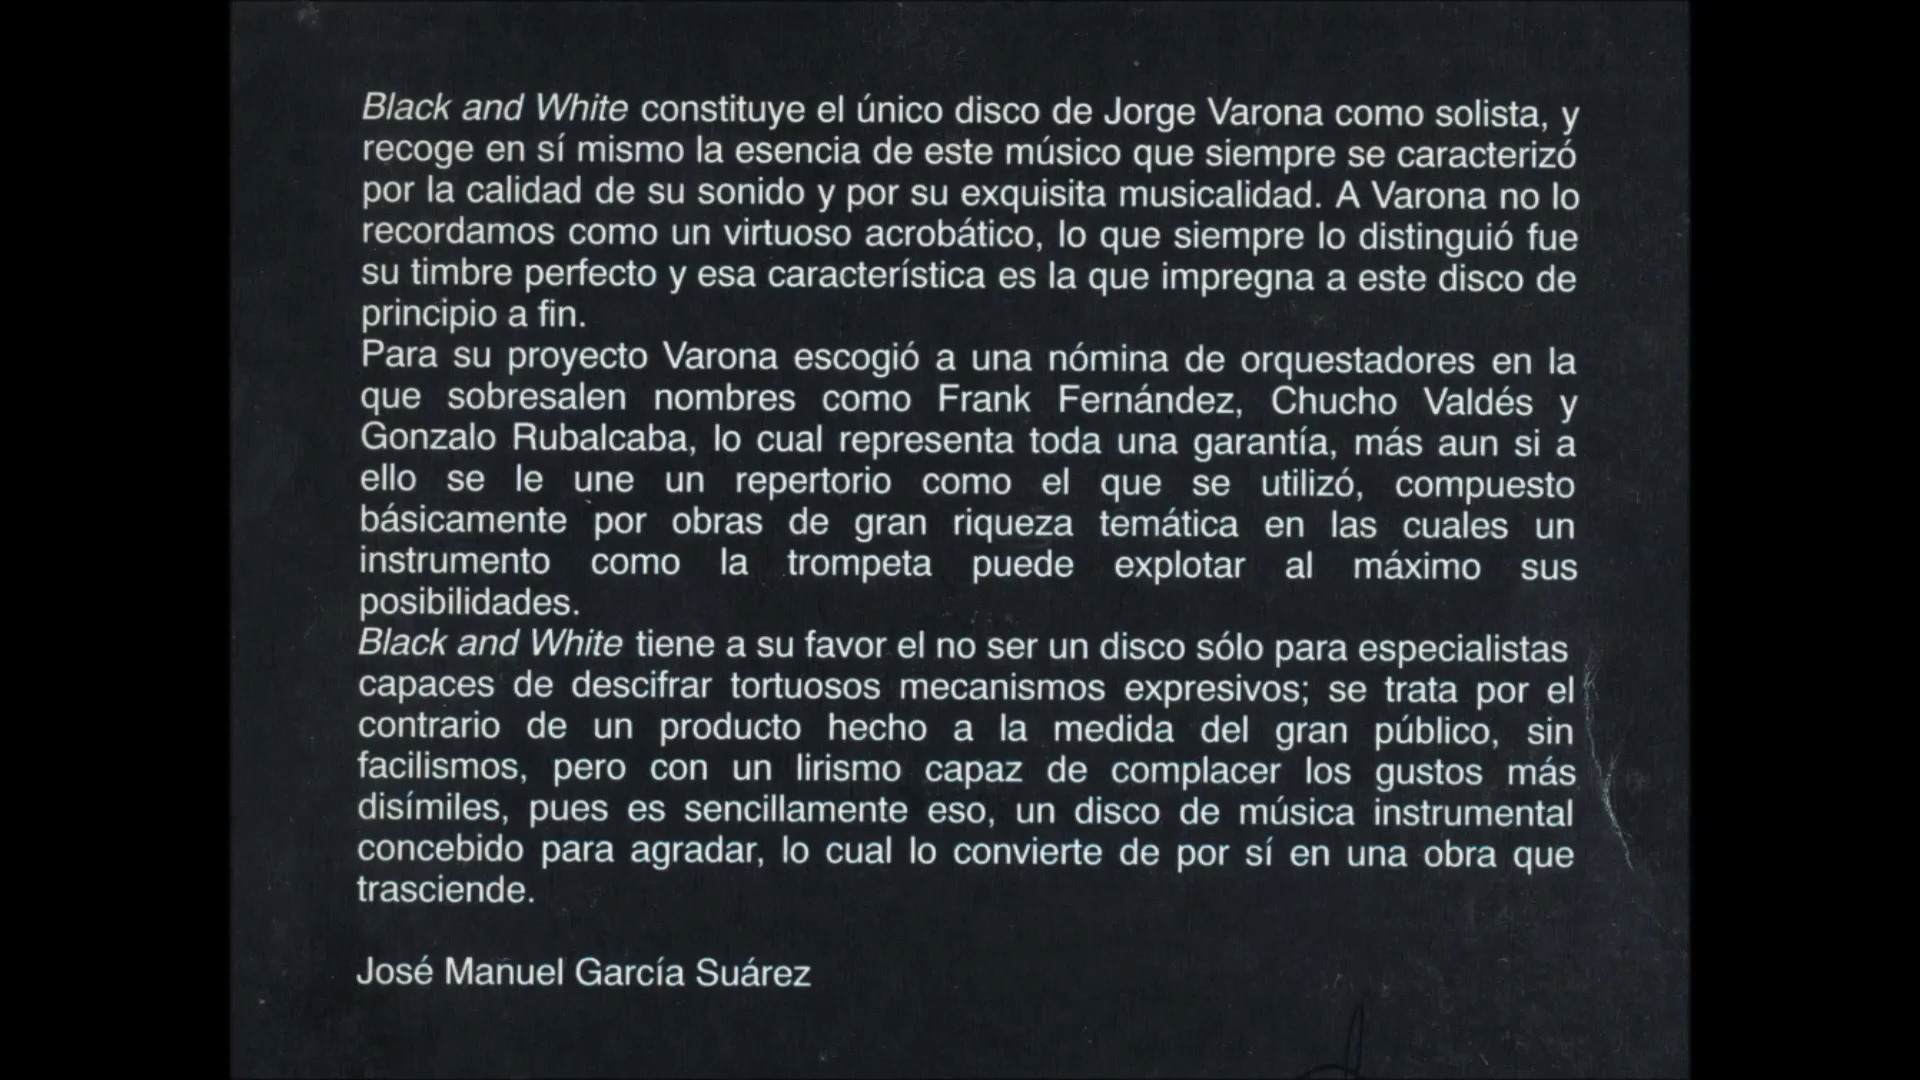 Black and White constituye el único disco de Jorge Varona como solista, y
recoge en sí mismo la esencia de este músico que siempre se caracterizó
por la calidad de su sonido y por su exquisita musicalidad. A Varona no lo
recordamos como un virtuoso acrobático, lo que siempre lo distinguió fue
su timbre perfecto y esa característica es la que impregna a este disco de
principio a fin.
Para su proyecto Varona escogió a una nómina de orquestadores en la
que sobresalen nombres como Frank Fernández, Chucho Valdés y
Gonzalo Rubalcaba, lo cual representa toda una garantía, más aun si a
ello se le une un repertorio como el que se utilizó, compuesto
básicamente por obras de gran riqueza temática en las cuales un
instrumento como la trompeta puede explotar al máximo sus
posibilidades.
Black and White tiene a su favor el no ser un disco sólo para especialistas
capaces de descifrar tortuosos mecanismos expresivos; se trata por el
contrario de un producto hecho a la medida del gran público, sin
facilismos, pero con un lirismo capaz de complacer los gustos más
disímiles, pues es sencillamente eso, un disco de música instrumental
concebido para agradar, lo cual lo convierte de por sí en una obra que
trasciende.
José Manuel García Suárez